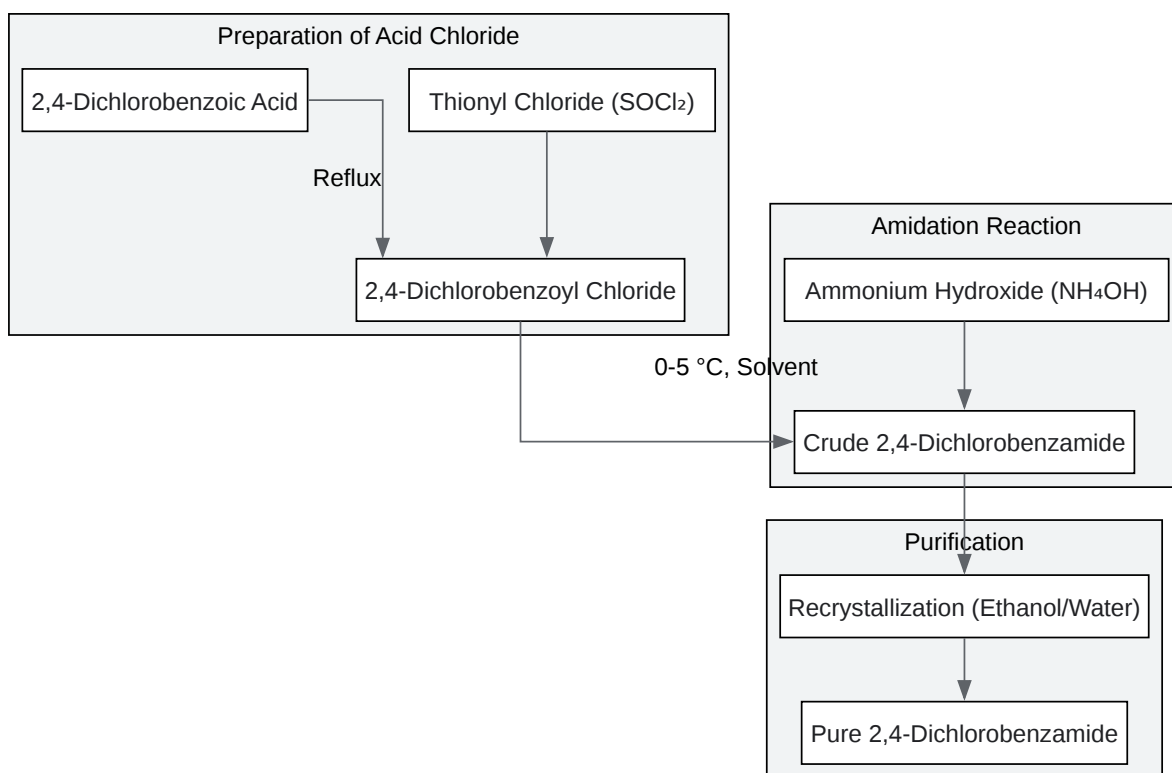 Preparation of Acid Chloride
2,4-Dichlorobenzoic Acid
Thionyl Chloride (SOCl₂)
Reflux
2,4-Dichlorobenzoyl Chloride
Amidation Reaction
Ammonium Hydroxide (NH₄OH)
0-5 °C, Solvent
Crude 2,4-Dichlorobenzamide
Purification
Recrystallization (Ethanol/Water)
Pure 2,4-Dichlorobenzamide